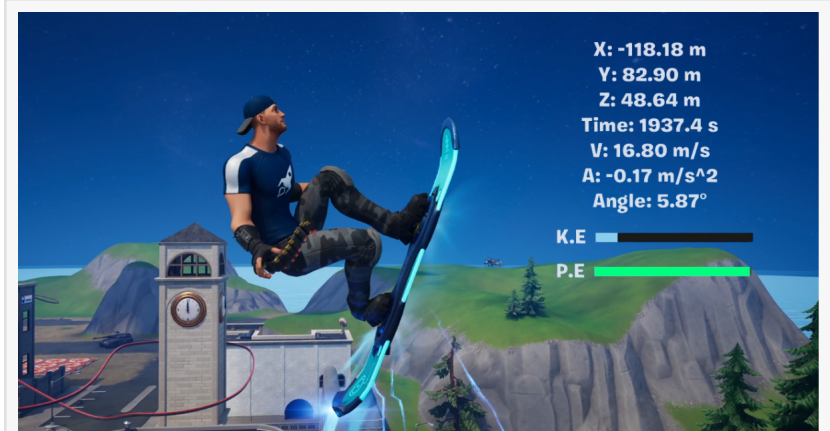 X: -118.18 m
Y: 82.90 m
Z: 48.64 m
Time: 1937.4 s
V: 16.80 m/s
A: -0.17 m/s^2
Angle: 5.87°
K.E
P.E